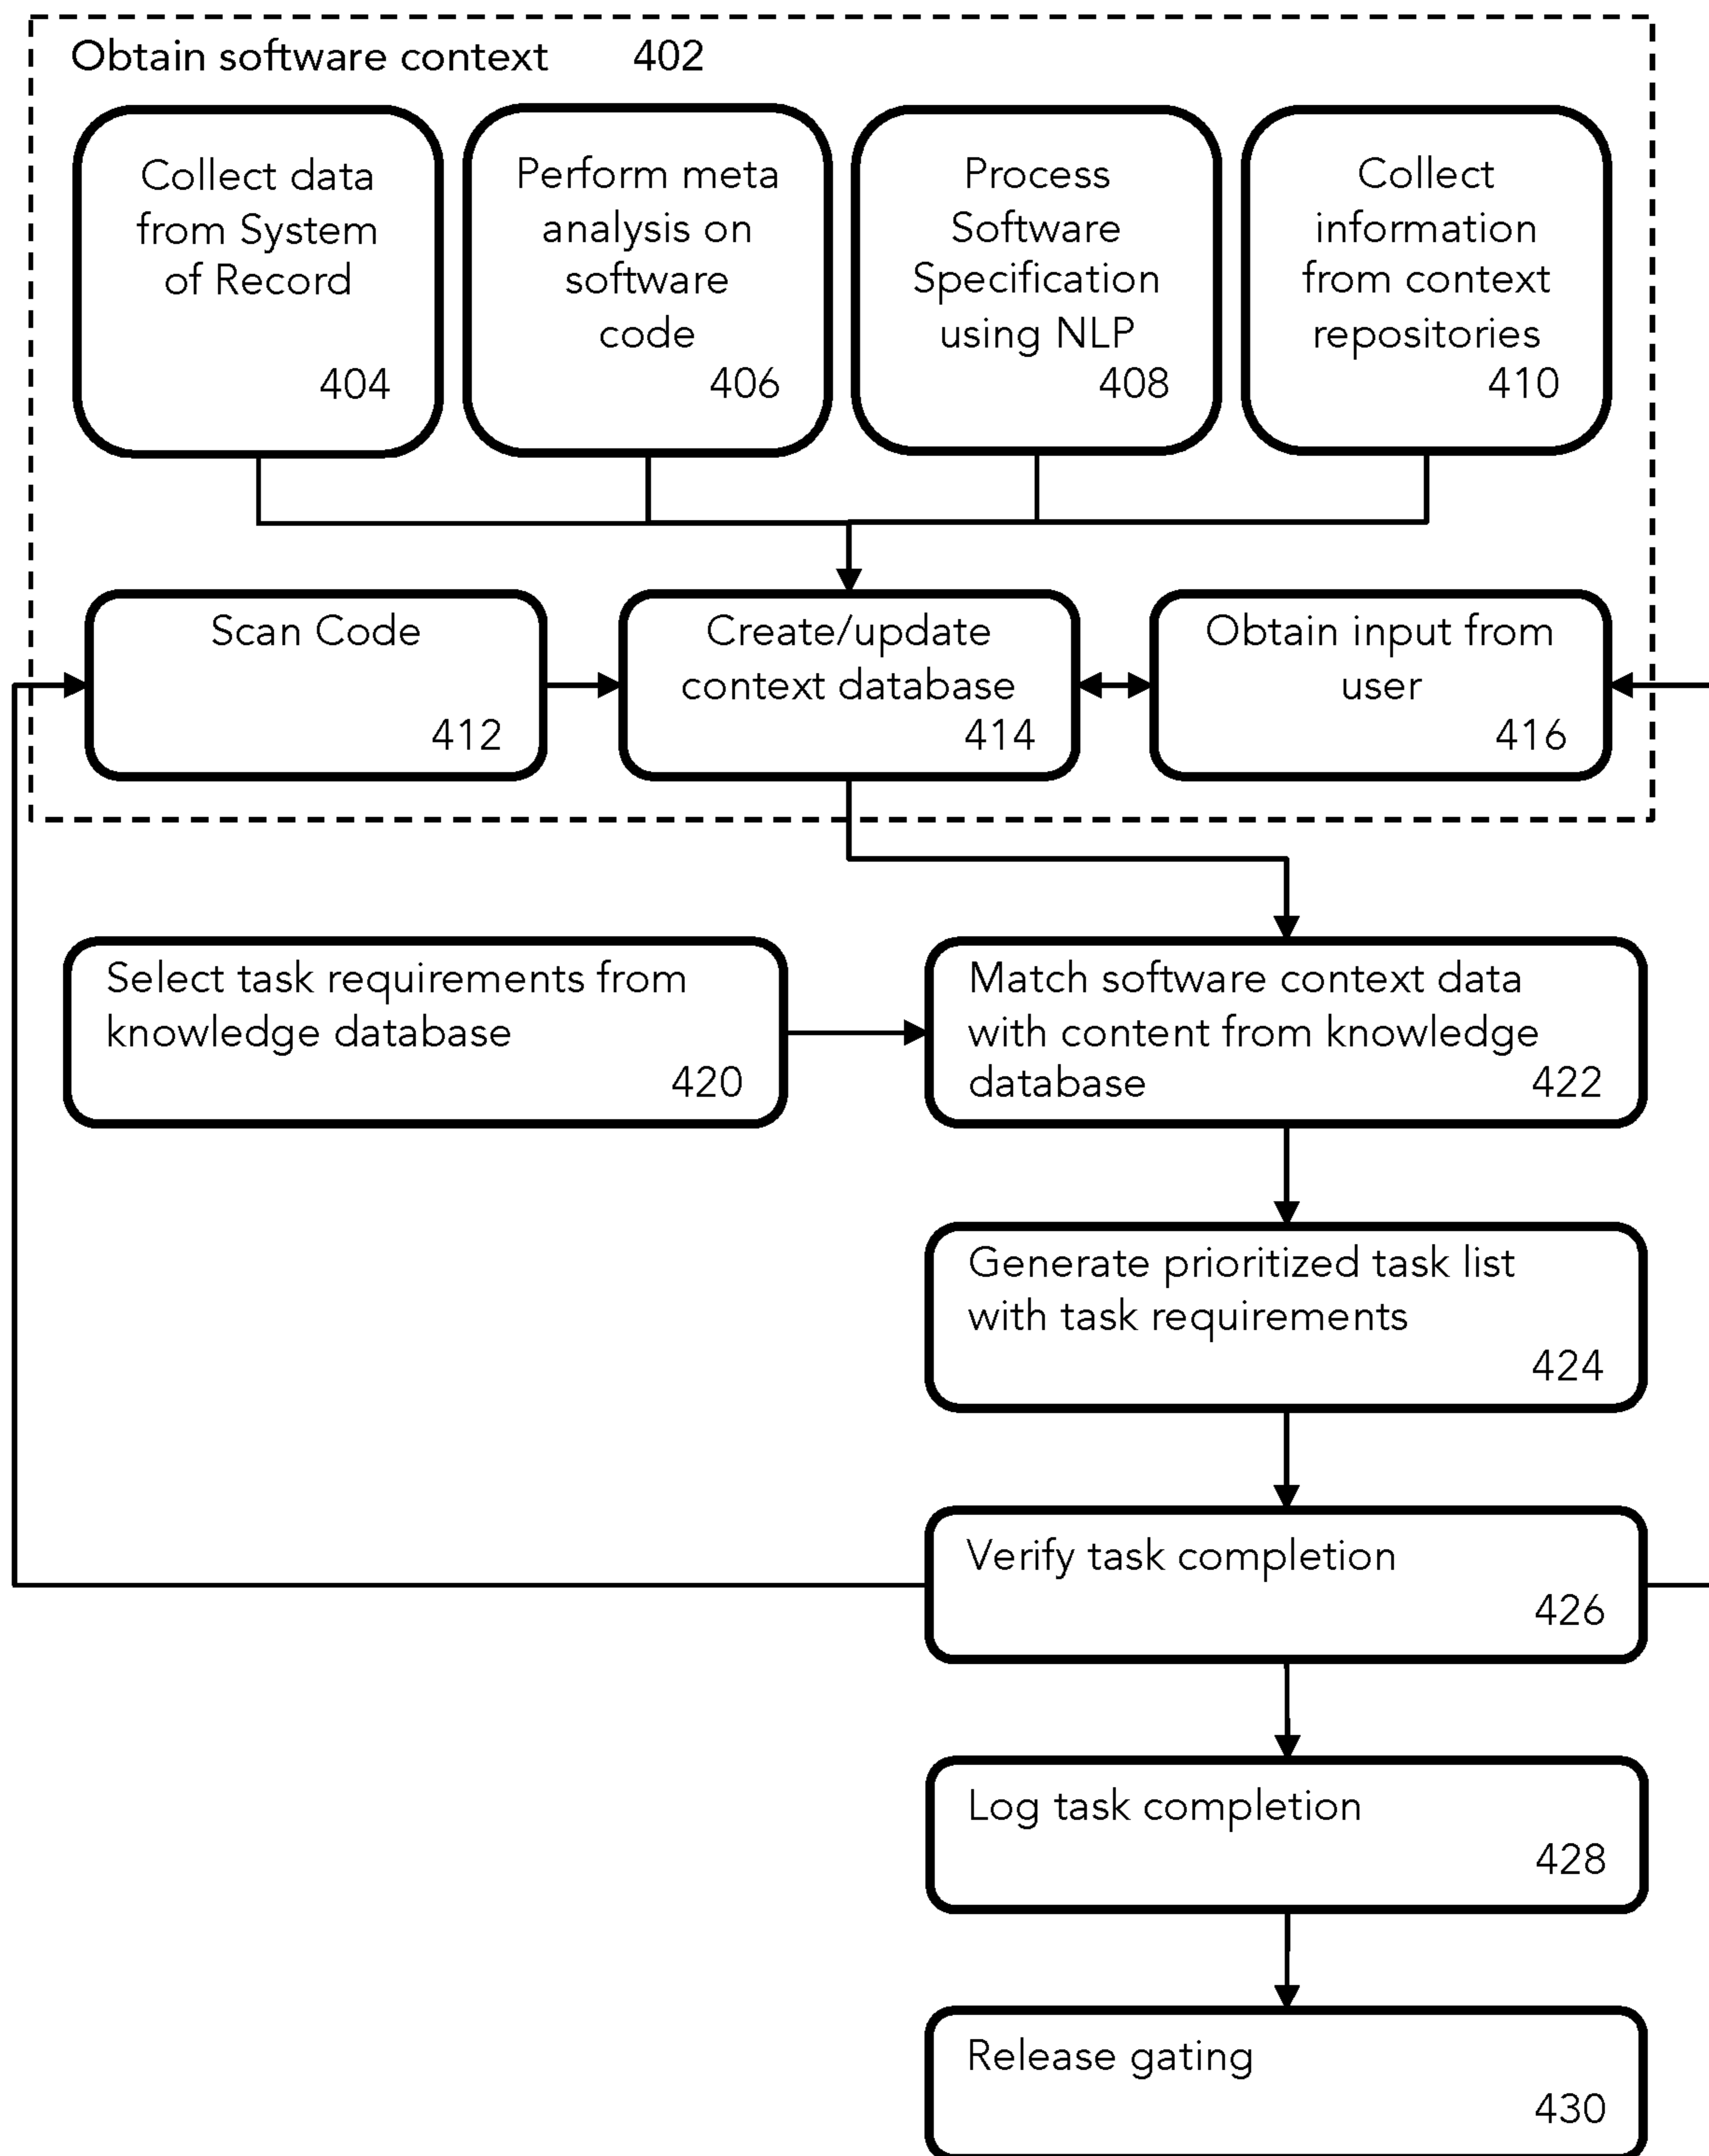 Obtain software context 402
Collect data
from System
of Record
404
Perform meta
analysis on
software
code
406
Process
Software
Specification
using NLP
408
Collect
information
from context
repositories
410
Scan Code
412
Create/update
context database
414
Obtain input from
user
416
Select task requirements from
knowledge database
420
Match software context data
with content from knowledge
database 422
Generate prioritized task list
with task requirements
424
Verify task completion
426
Log task completion
428
Release gating
430